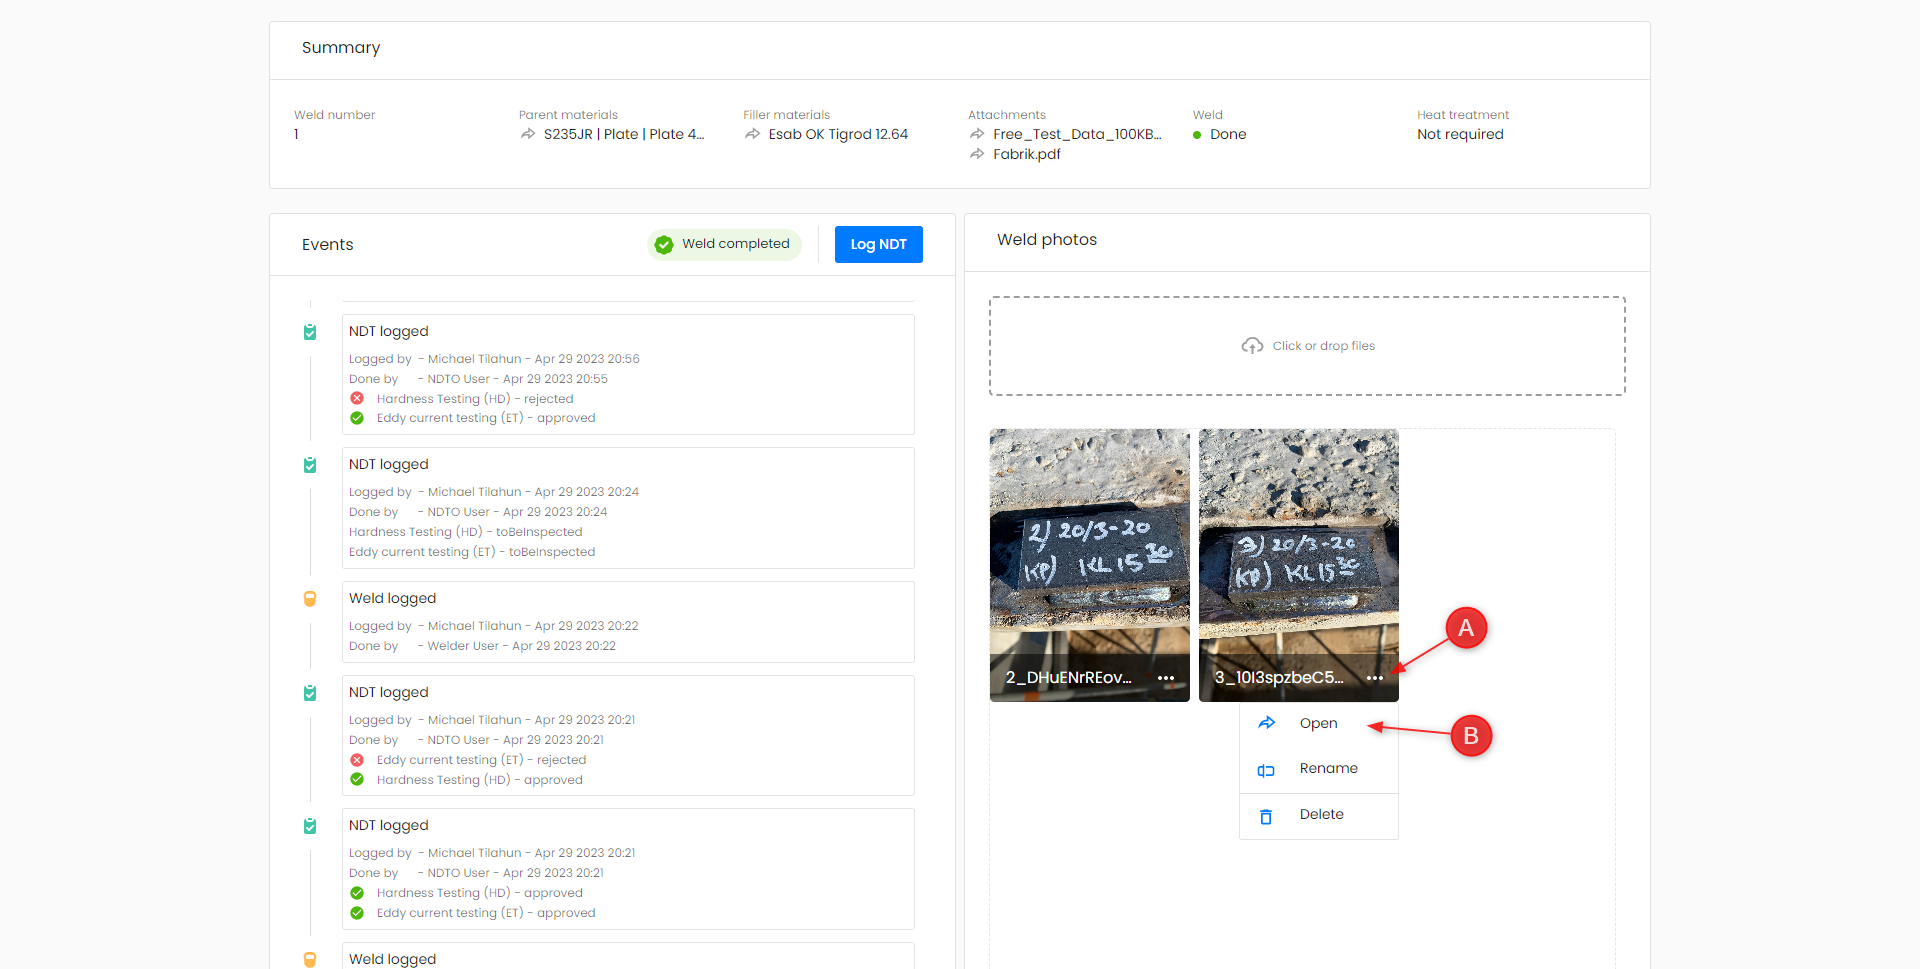 Summary
Weld number
1
Parent materials
S235JR | Plate | Plate 4...
Filler materials
Esab OK Tigrod 12.64
Attachments
Free_Test_Data_100KB...
Fabrik.pdf
Weld
Done
Heat treatment
Not required
Events
Weld completed
Log NDT
NDT logged
Logged by - Michael Tilahun - Apr 29 2023 20:56
Done by - NDTO User - Apr 29 2023 20:55
Hardness Testing (HD) - rejected
Eddy current testing (ET) - approved
NDT logged
Logged by - Michael Tilahun - Apr 29 2023 20:24
Done by - NDTO User - Apr 29 2023 20:24
Hardness Testing (HD) - toBeInspected
Eddy current testing (ET) - toBeInspected
Weld logged
Logged by - Michael Tilahun - Apr 29 2023 20:22
Done by - Welder User - Apr 29 2023 20:22
NDT logged
Logged by - Michael Tilahun - Apr 29 2023 20:21
Done by - NDTO User - Apr 29 2023 20:21
Eddy current testing (ET) - rejected
Hardness Testing (HD) - approved
NDT logged
Logged by - Michael Tilahun - Apr 29 2023 20:21
Done by - NDTO User - Apr 29 2023 20:21
Hardness Testing (HD) - approved
Eddy current testing (ET) - approved
Weld logged
Weld photos
Click or drop files
2) 20/3-20
KP) KL 15 30
2_DHuENrREov...
3) 20/3-20
KP) KL 15 30
3_10I3spzbeC5...
A
Open
B
Rename
Delete